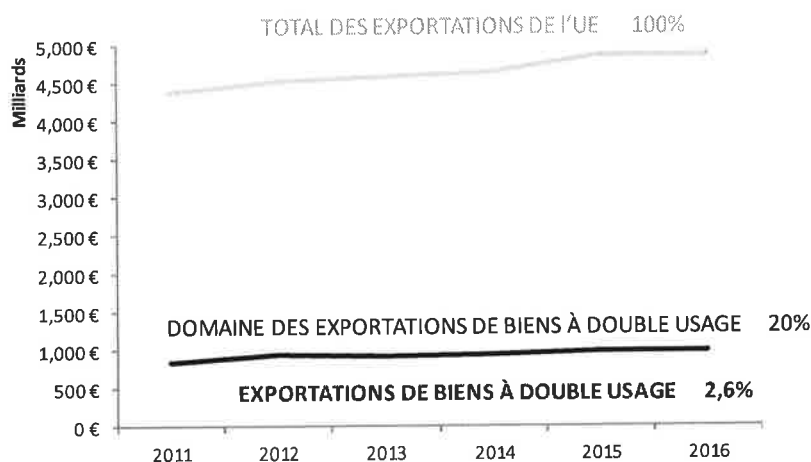 TOTAL DES EXPORTATIONS DE l'UE 100%
Milliards
5,000 €
4,500 €
4,000 €
3,500 €
3,000 €
2,500 €
2,000 €
1,500 €
1,000 €
500 €
0 €
DOMAINE DES EXPORTATIONS DE BIENS À DOUBLE USAGE 20%
EXPORTATIONS DE BIENS À DOUBLE USAGE 2,6%
2011 2012 2013 2014 2015 2016